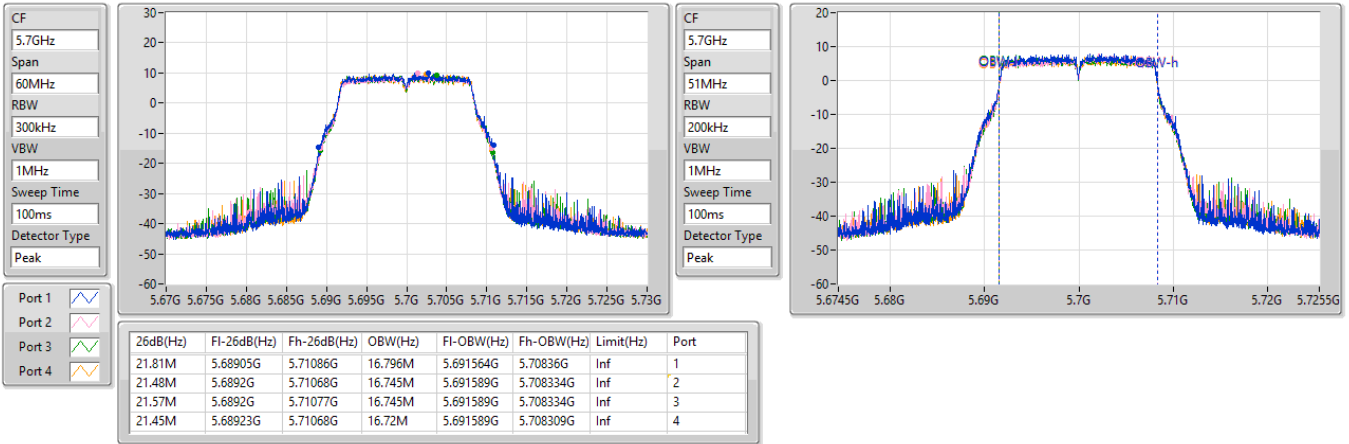 CF
5.7GHz
Span
60MHz
RBW
300kHz
VBW
1MHz
Sweep Time
100ms
Detector Type
Peak
Port 1
Port 2
Port 3
Port 4
30
20
10
0
-10
-20
-30
-40
-50
-60
5.67G 5.675G 5.68G 5.685G 5.69G 5.695G 5.7G 5.705G 5.71G 5.715G 5.72G 5.725G 5.73G
CF
5.7GHz
Span
51MHz
RBW
200kHz
VBW
1MHz
Sweep Time
100ms
Detector Type
Peak
20
10
0
-10
-20
-30
-40
-50
-60
OBW-h
5.6745G 5.68G 5.69G 5.7G 5.71G 5.72G 5.7255G
26dB(Hz) Fl-26dB(Hz) Fh-26dB(Hz) OBW(Hz) Fl-OBW(Hz) Fh-OBW(Hz) Limit(Hz) Port
21.81M 5.68905G 5.71086G 16.796M 5.691564G 5.70836G Inf 1
21.48M 5.6892G 5.71068G 16.745M 5.691589G 5.708334G Inf 2
21.57M 5.6892G 5.71077G 16.745M 5.691589G 5.708334G Inf 3
21.45M 5.68923G 5.71068G 16.72M 5.691589G 5.708309G Inf 4